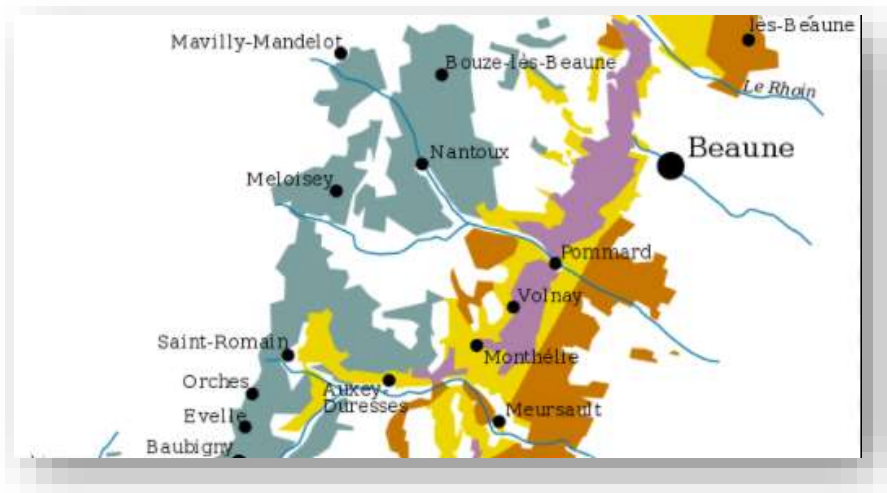 lès-Beaune
Mavilly-Mandelot
Bouze-lès-Beaune
Le Rhoin
Beaune
Nantoux
Meloisey
Pommard
Volnay
Saint-Romain
Monthélie
Orches
Auxey-
Duresses
Meursault
Evelle
Baubigny